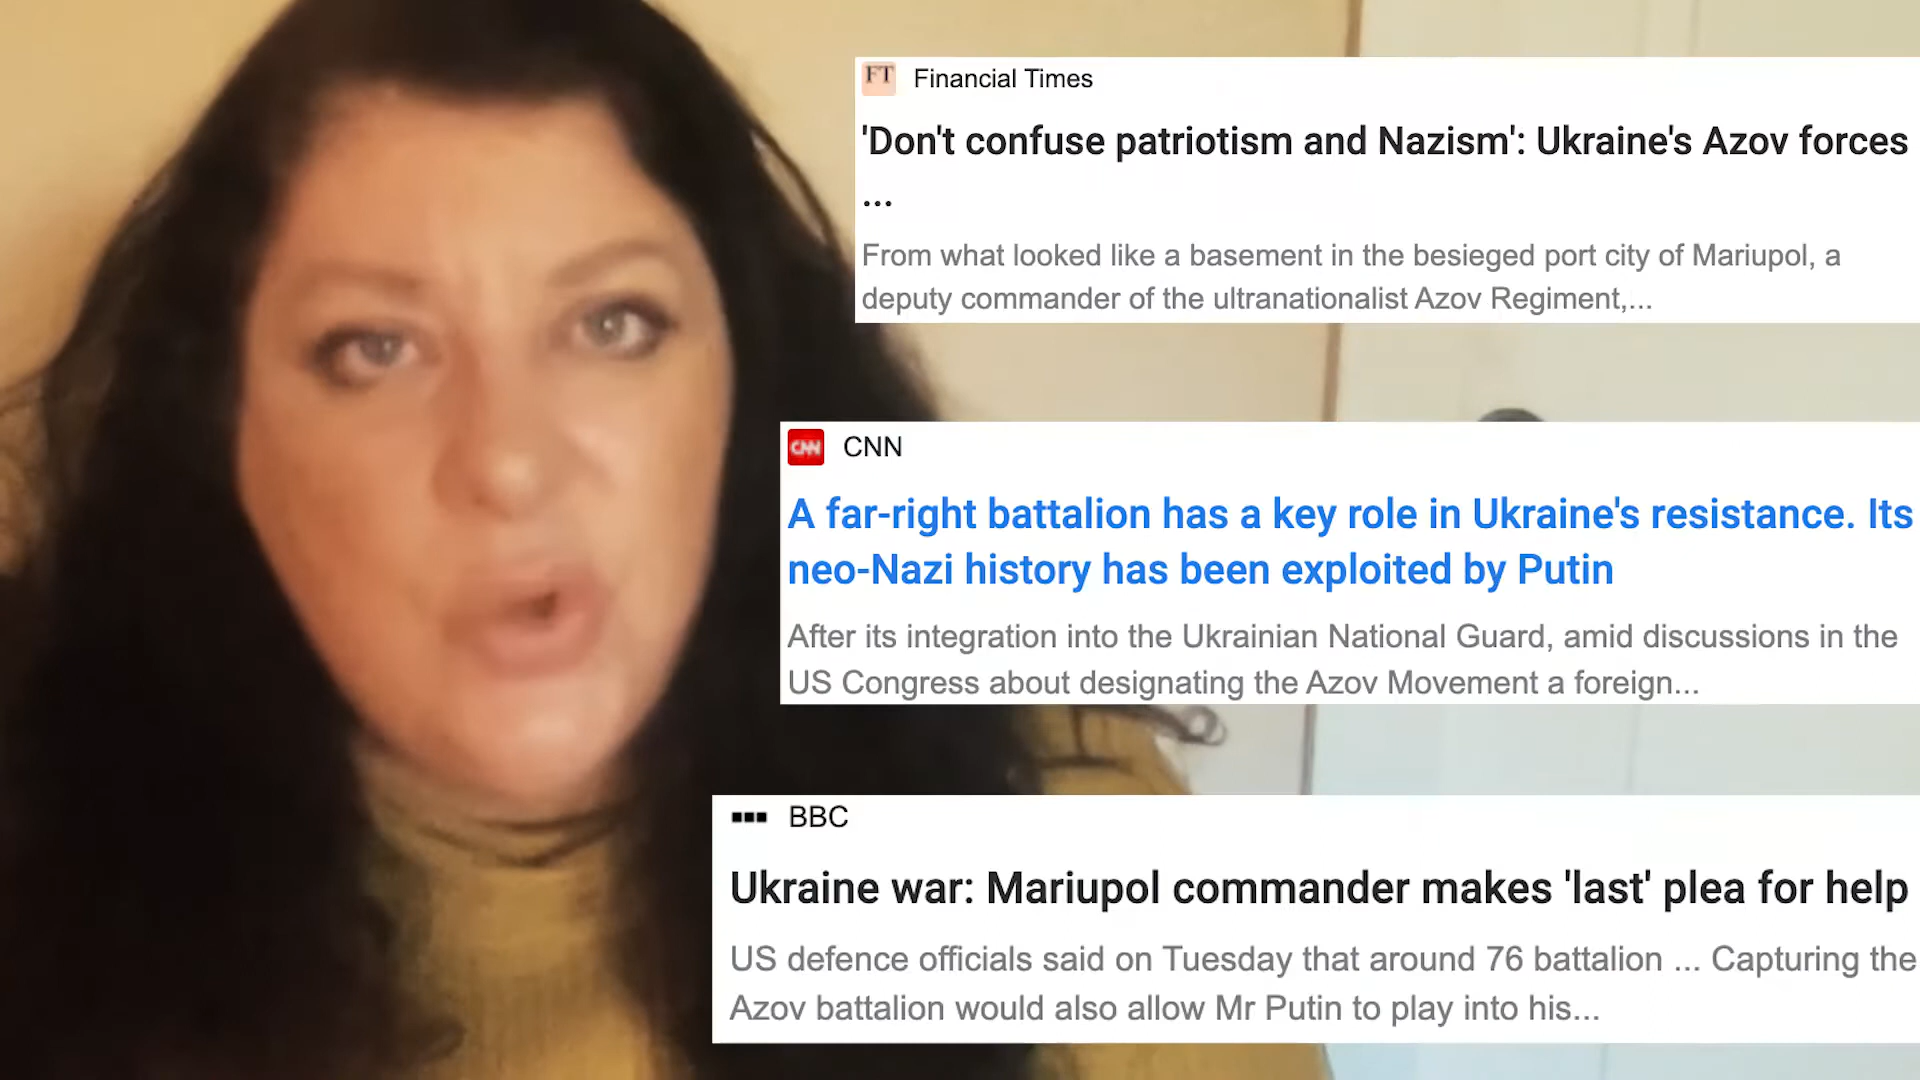 FT Financial Times
'Don't confuse patriotism and Nazism': Ukraine's Azov forces
...
From what looked like a basement in the besieged port city of Mariupol, a
deputy commander of the ultranationalist Azov Regiment,...
CNN CNN
A far-right battalion has a key role in Ukraine's resistance. Its
neo-Nazi history has been exploited by Putin
After its integration into the Ukrainian National Guard, amid discussions in the
US Congress about designating the Azov Movement a foreign...
BBC
Ukraine war: Mariupol commander makes 'last' plea for help
US defence officials said on Tuesday that around 76 battalion ... Capturing the
Azov battalion would also allow Mr Putin to play into his...